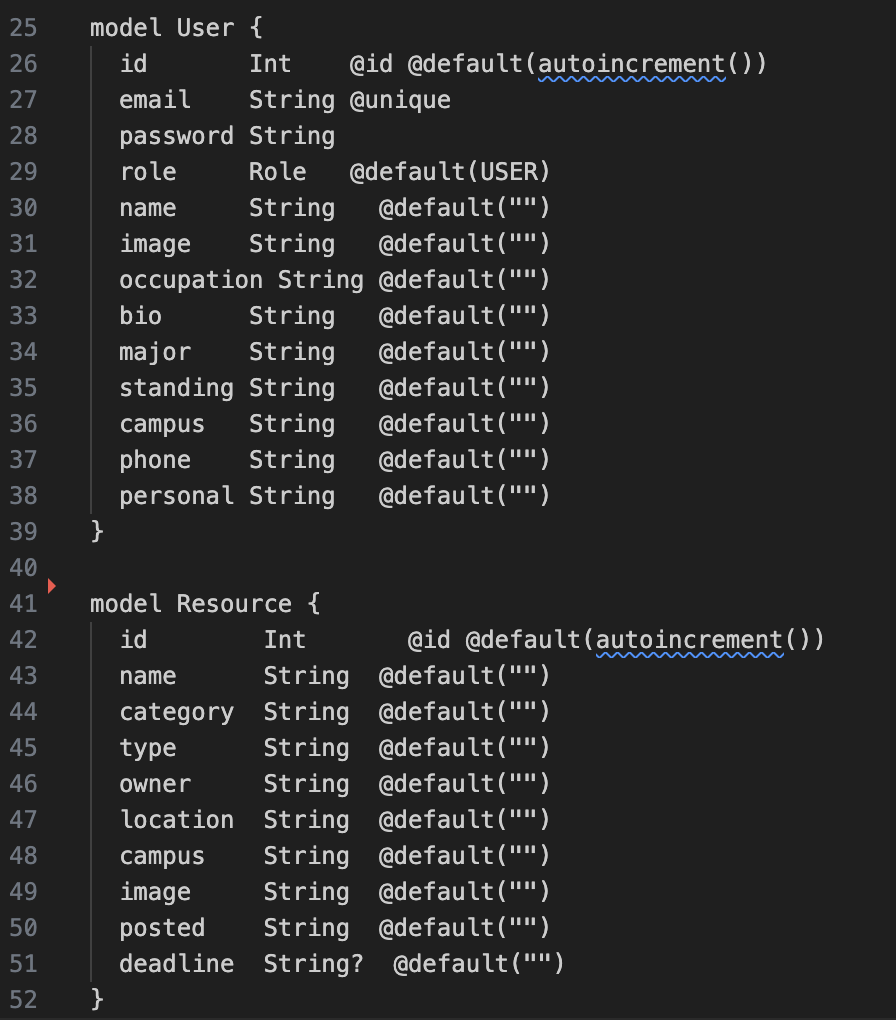 25 model User {
26 id Int @id @default(autoincrement())
27 email String @unique
28 password String
29 role Role @default(USER)
30 name String @default("")
31 image String @default("")
32 occupation String @default("")
33 bio String @default("")
34 major String @default("")
35 standing String @default("")
36 campus String @default("")
37 phone String @default("")
38 personal String @default("")
39 }
40
41 model Resource {
42 id Int @id @default(autoincrement())
43 name String @default("")
44 category String @default("")
45 type String @default("")
46 owner String @default("")
47 location String @default("")
48 campus String @default("")
49 image String @default("")
50 posted String @default("")
51 deadline String? @default("")
52 }